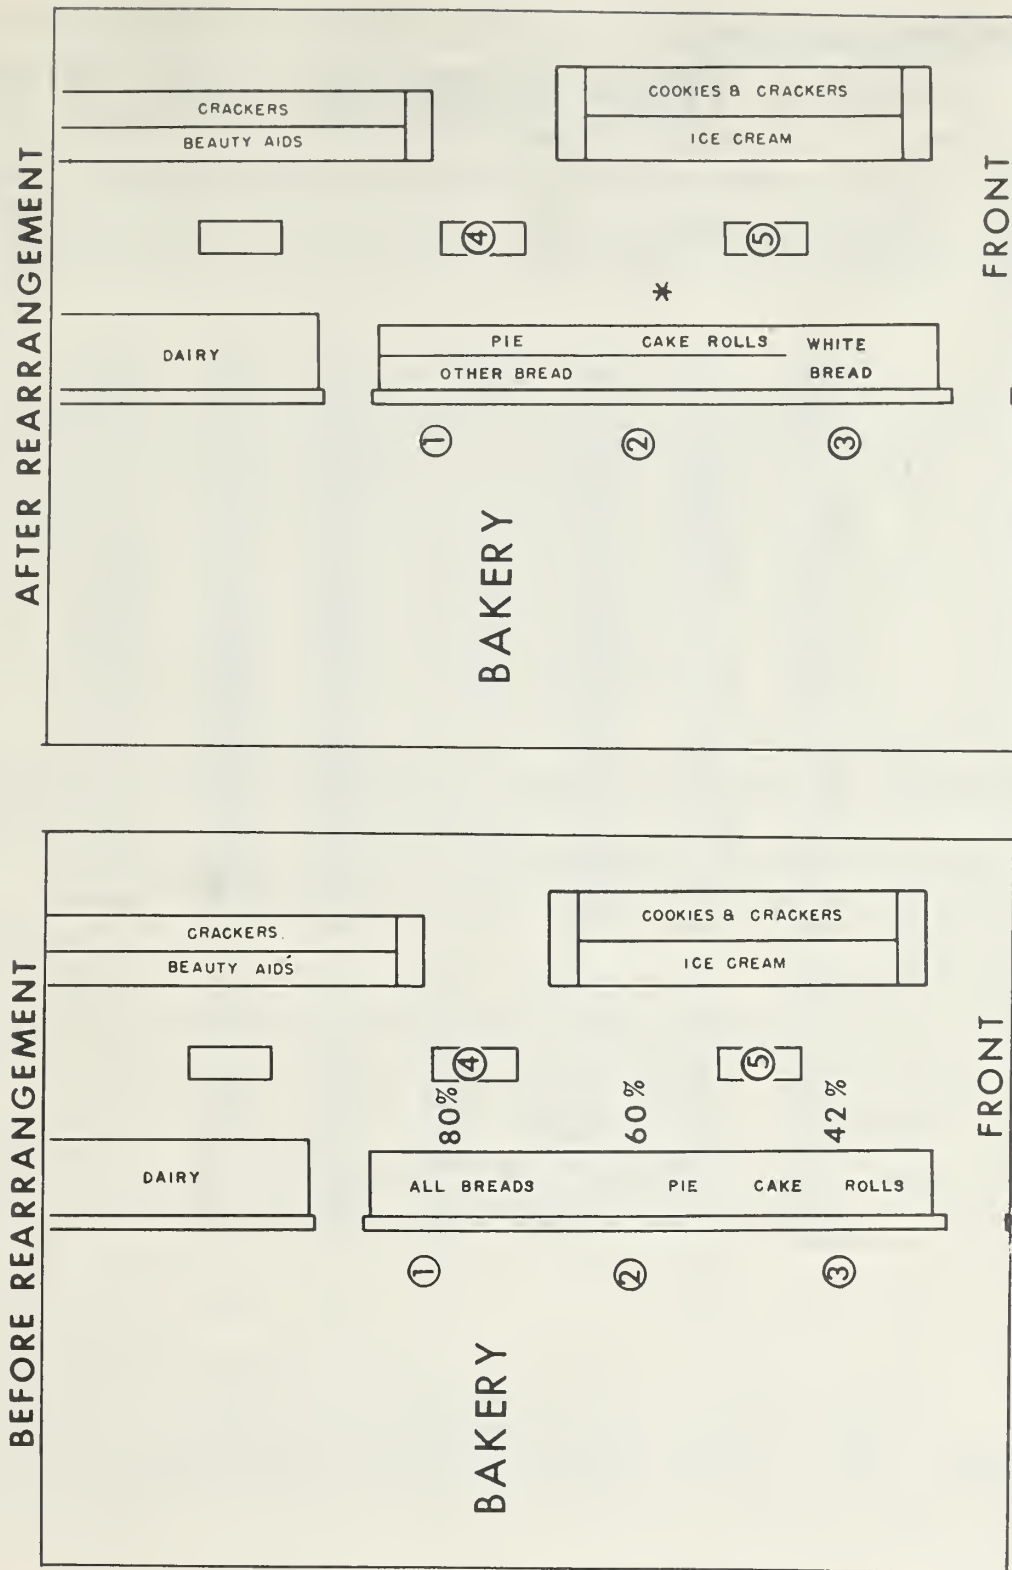 AFTER REARRANGEMENT
CRACKERS
BEAUTY AIDS
COOKIES & CRACKERS
ICE CREAM
④
⑤
FRONT
*
DAIRY
PIE
CAKE ROLLS
WHITE
OTHER BREAD
BREAD
①
②
③
BAKERY
BEFORE REARRANGEMENT
CRACKERS
BEAUTY AIDS
COOKIES & CRACKERS
ICE CREAM
④
⑤
FRONT
80%
60%
42%
DAIRY
ALL BREADS
PIE
CAKE
ROLLS
①
②
③
BAKERY